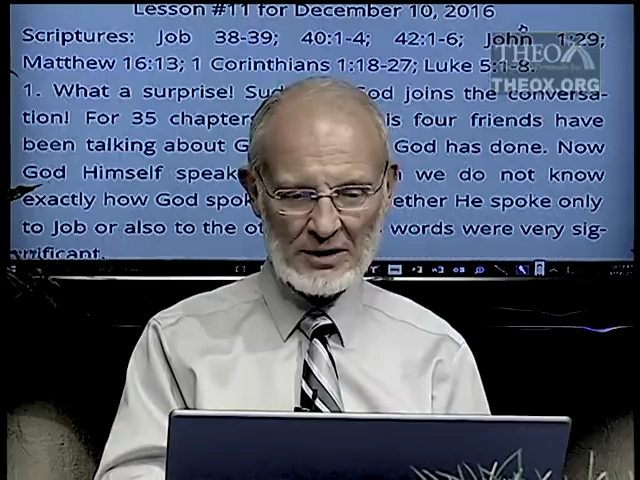 Lesson #11 for December 10, 2016
Scriptures: Job 38-39; 40:1-4; 42:1-6; John 1:29;
Matthew 16:13; 1 Corinthians 1:18-27; Luke 5:1-8.
THEO
THEOX.ORG
1. What a surprise! God joins the conversa-
tion! For 35 chapters four friends have
been talking about God has done. Now
God Himself we do not know
exactly how God He spoke only
to Job or also to the words were very sig-
nificant.